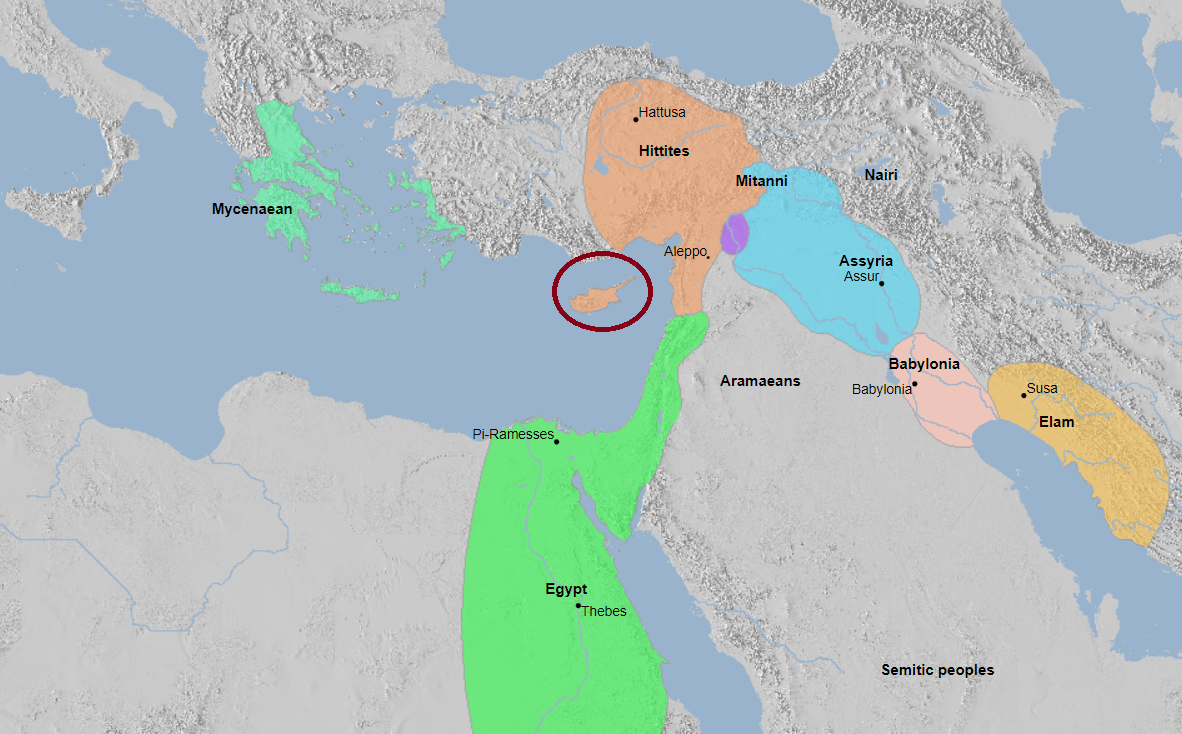 Hattusa
Hittites
Mitanni
Nairi
Mycenaean
Aleppo
Assyria
Assur
Babylonia
Babylonia
Aramaeans
Susa
Elam
Pi-Ramesses
Egypt
Thebes
Semitic peoples